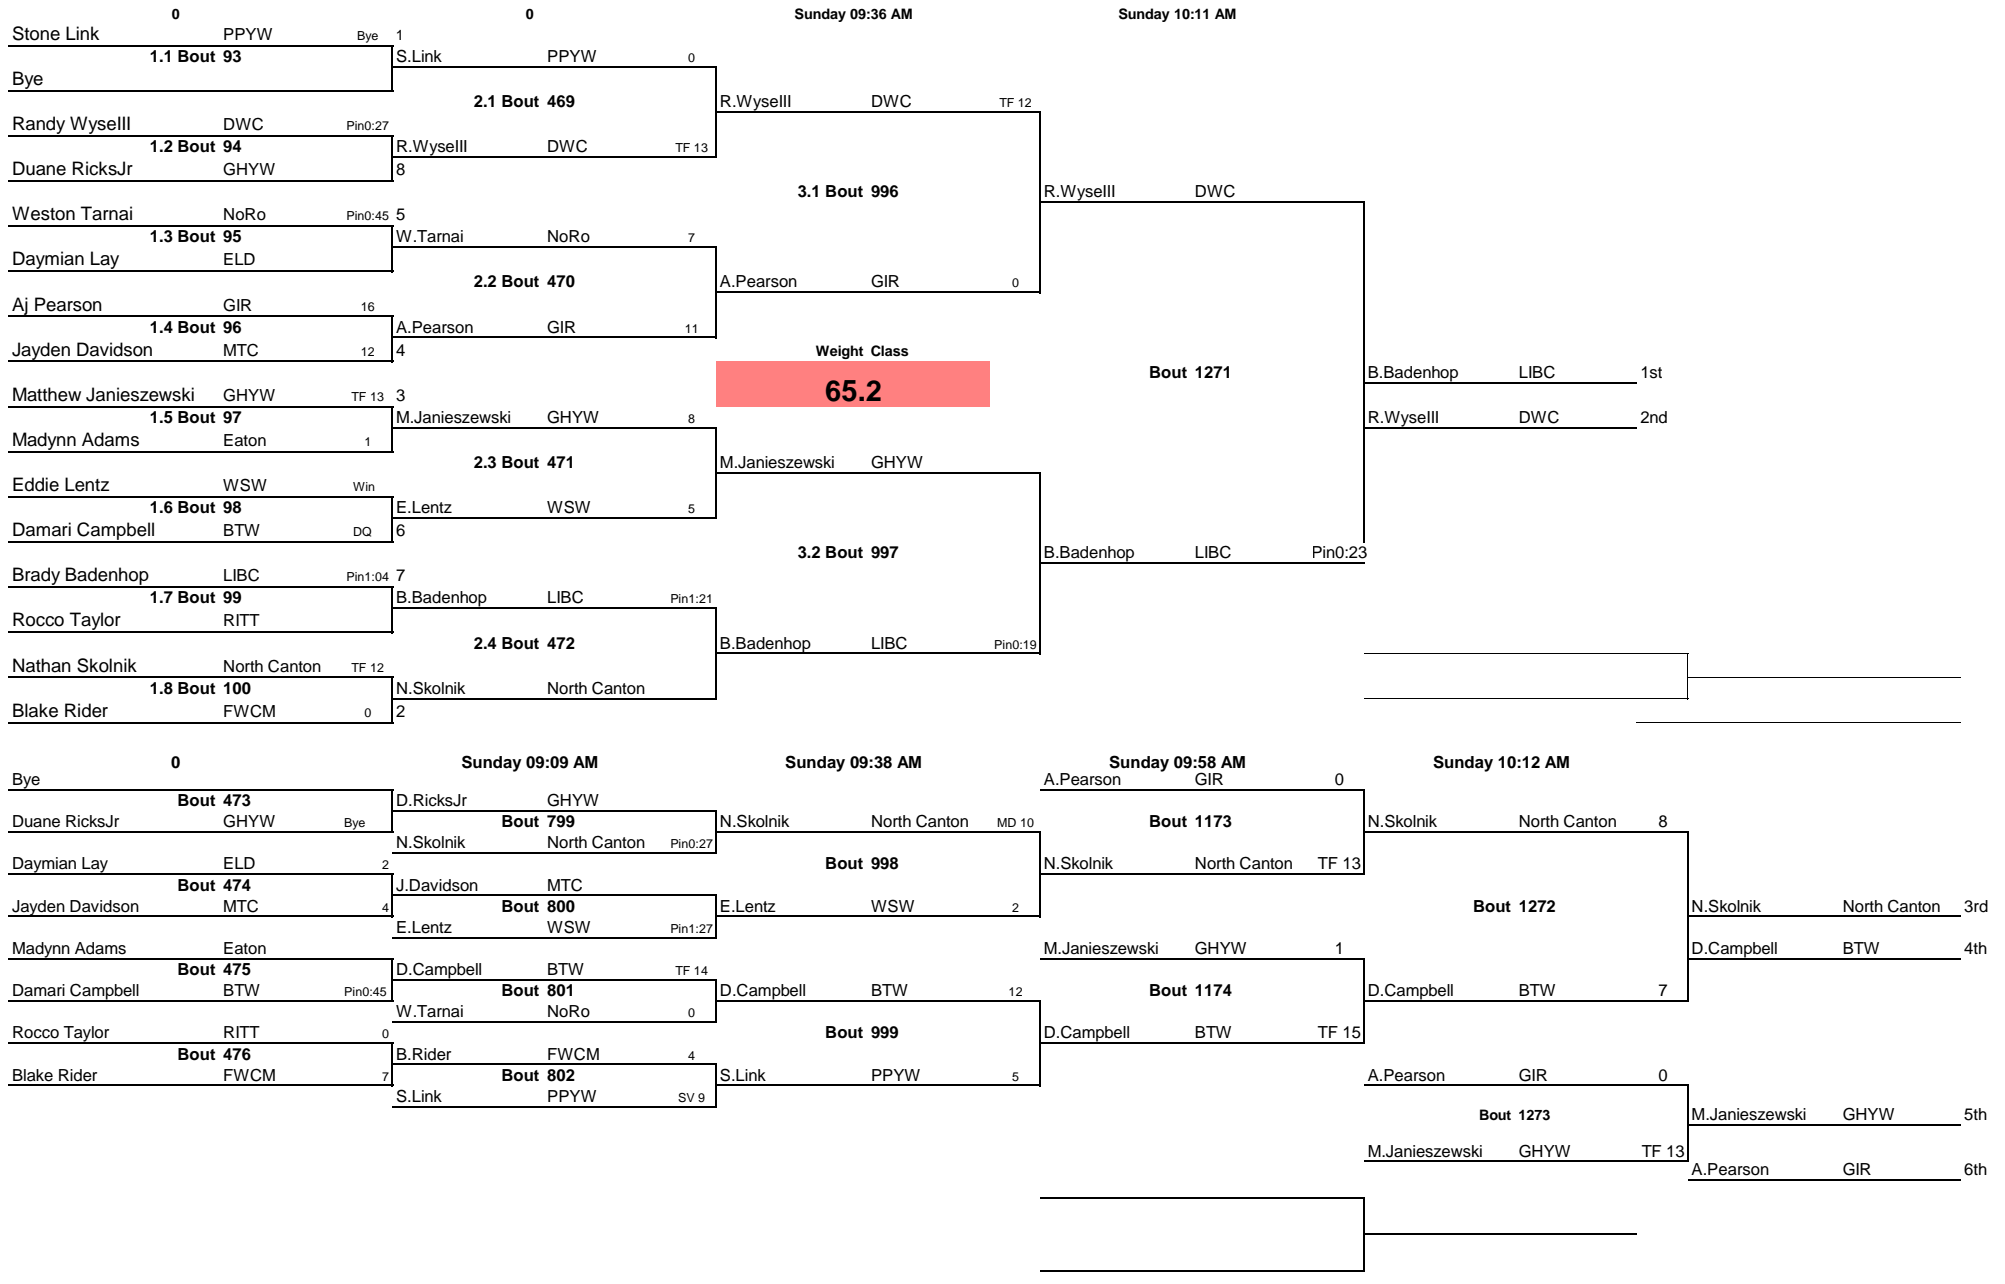 0 0 Sunday 09:36 AM Sunday 10:11 AM
Stone Link PPYW Bye 1
1.1 Bout 93 S.Link PPYW 0
Bye
2.1 Bout 469 R.WyseIII DWC TF 12
Randy WyseIII DWC Pin0:27
1.2 Bout 94 R.WyseIII DWC TF 13
Duane RicksJr GHYW 8
3.1 Bout 996 R.WyseIII DWC
Weston Tarnai NoRo Pin0:45 5
1.3 Bout 95 W.Tarnai NoRo 7
Daymian Lay ELD
2.2 Bout 470 A.Pearson GIR 0
Aj Pearson GIR 16
1.4 Bout 96 A.Pearson GIR 11
Jayden Davidson MTC 12 4 Weight Class
Bout 1271 B.Badenhop LIBC 1st
65.2
Matthew Janieszewski GHYW TF 13 3
1.5 Bout 97 M.Janieszewski GHYW 8 R.WyseIII DWC 2nd
Madynn Adams Eaton 1
2.3 Bout 471 M.Janieszewski GHYW
Eddie Lentz WSW Win
1.6 Bout 98 E.Lentz WSW 5
Damari Campbell BTW DQ 6
3.2 Bout 997 B.Badenhop LIBC Pin0:23
Brady Badenhop LIBC Pin1:04 7
1.7 Bout 99 B.Badenhop LIBC Pin1:21
Rocco Taylor RITT
2.4 Bout 472 B.Badenhop LIBC Pin0:19
Nathan Skolnik North Canton TF 12
1.8 Bout 100 N.Skolnik North Canton
Blake Rider FWCM 0 2
0 Sunday 09:09 AM Sunday 09:38 AM Sunday 09:58 AM Sunday 10:12 AM
Bye A.Pearson GIR 0
Bout 473 D.RicksJr GHYW
Duane RicksJr GHYW Bye Bout 799 N.Skolnik North Canton MD 10 Bout 1173 N.Skolnik North Canton 8
N.Skolnik North Canton Pin0:27
Daymian Lay ELD 2 Bout 998 N.Skolnik North Canton TF 13
Bout 474 J.Davidson MTC
Jayden Davidson MTC 4 Bout 800 E.Lentz WSW 2 Bout 1272 N.Skolnik North Canton 3rd
E.Lentz WSW Pin1:27
Madynn Adams Eaton M.Janieszewski GHYW 1 D.Campbell BTW 4th
Bout 475 D.Campbell BTW TF 14
Damari Campbell BTW Pin0:45 Bout 801 D.Campbell BTW 12 Bout 1174 D.Campbell BTW 7
W.Tarnai NoRo 0
Rocco Taylor RITT 0 Bout 999 D.Campbell BTW TF 15
Bout 476 B.Rider FWCM 4
Blake Rider FWCM 7 Bout 802 S.Link PPYW 5 A.Pearson GIR 0
S.Link PPYW SV 9
Bout 1273 M.Janieszewski GHYW 5th
M.Janieszewski GHYW TF 13
A.Pearson GIR 6th